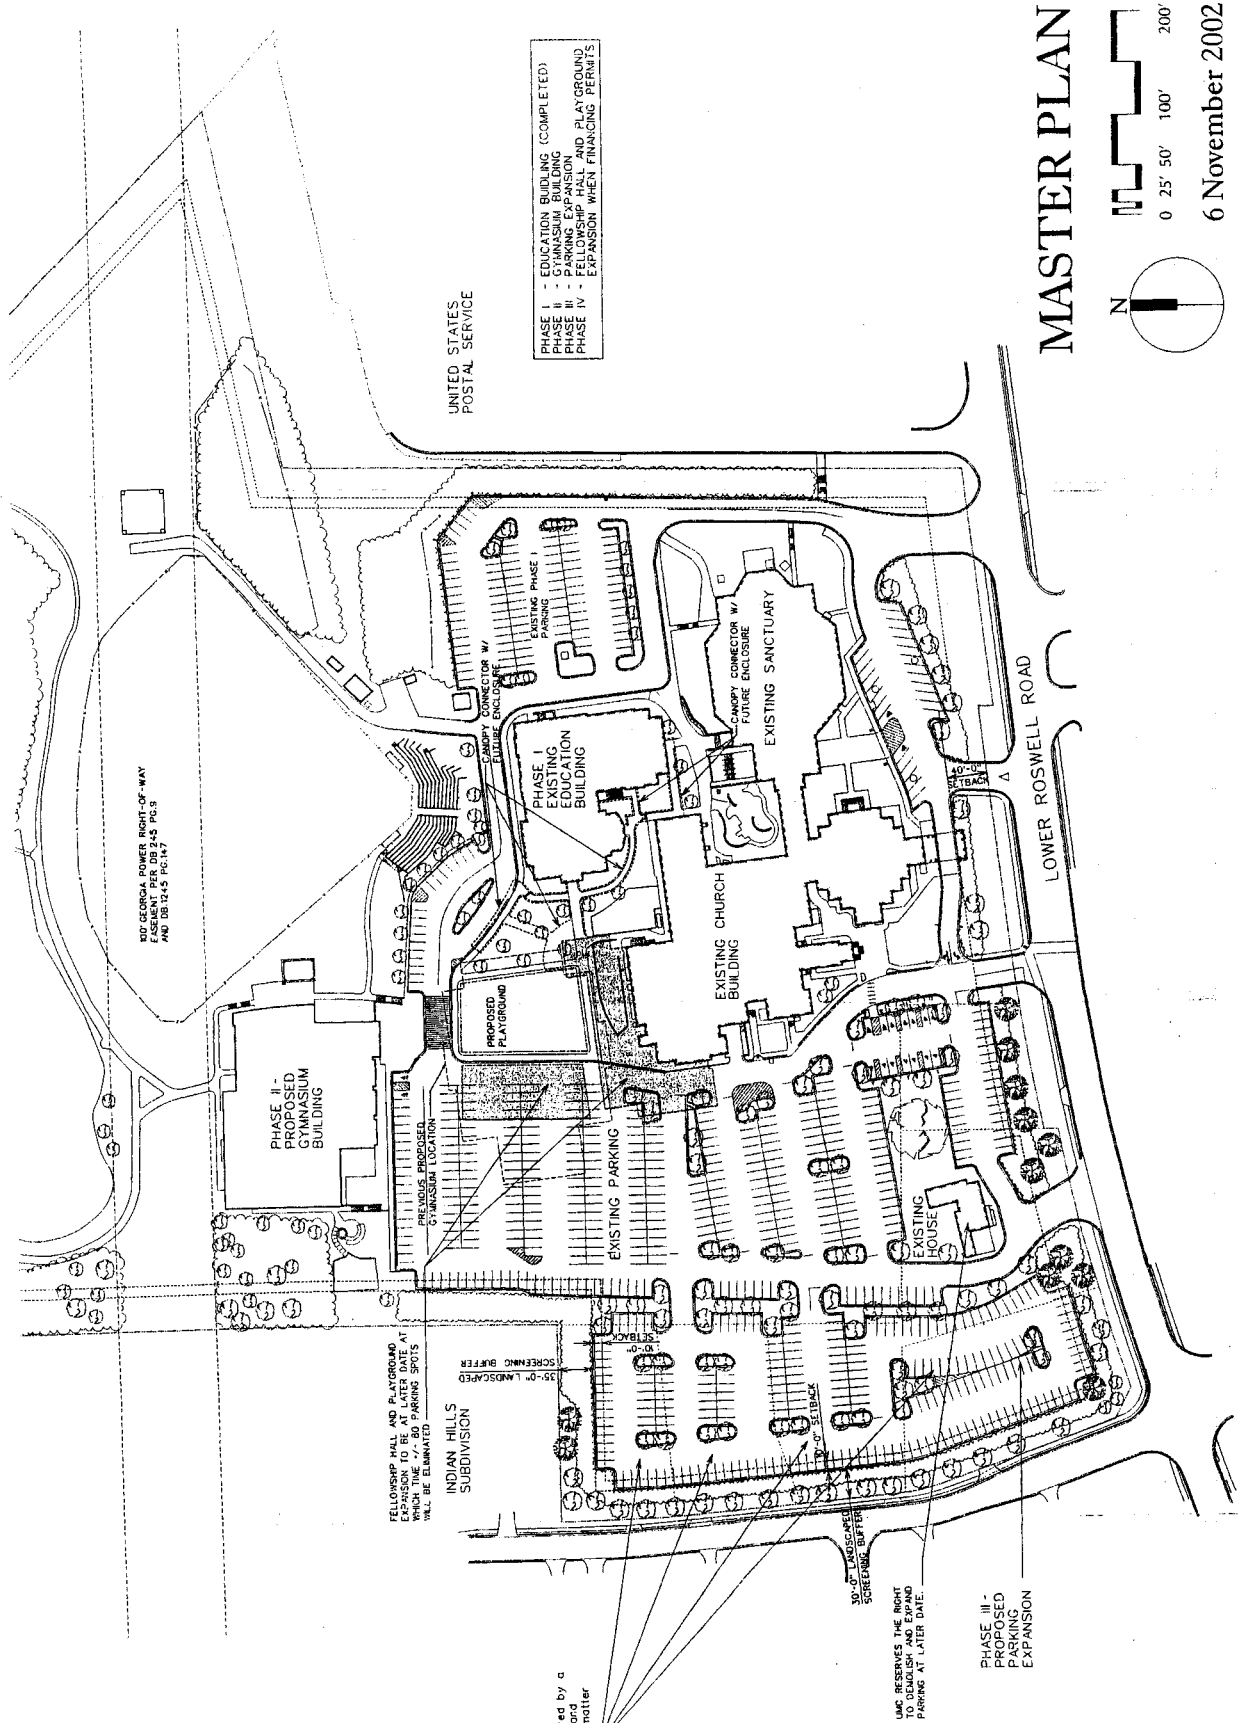 MASTER PLAN
0 25' 50' 100' 200'
6 November 2002
N
PHASE I - EDUCATION BUIDLING (COMPLETED)
PHASE II - GYMNASIUM BUILDING
PHASE III - PARKING EXPANSION
PHASE IV - FELLOWSHIP HALL AND PLAYGROUND
EXPANSION WHEN FINANCING PERMITS
UNITED STATES
POSTAL SERVICE
100' GEORGIA POWER RIGHT-OF-WAY
EASEMENT PER DB 245 PG.9
AND DB.1245 PG.147
EXISTING PHASE I
PARKING
CANOPY CONNECTOR W/
FUTURE ENCLOSURE
PHASE I
EXISTING
EDUCATION
BUILDING
CANOPY CONNECTOR W/
FUTURE ENCLOSURE
EXISTING SANCTUARY
EXISTING CHURCH
BUILDING
40'-0"
SETBACK
LOWER ROSWELL ROAD
PROPOSED
PLAYGROUND
PHASE II -
PROPOSED
GYMNASIUM
BUILDING
PREVIOUS PROPOSED
GYMNASIUM LOCATION
EXISTING PARKING
EXISTING
HOUSE
FELLOWSHIP HALL AND PLAYGROUND
EXPANSION TO BE AT LATER DATE AT
WHICH TIME +/- 80 PARKING SPOTS
WILL BE ELIMINATED
INDIAN HILLS
SUBDIVISION
35'-0" LANDSCAPED
SCREENING BUFFER
10'-0"
SETBACK
SETBACK
30'-0" LANDSCAPED
SCREENING BUFFER
UMC RESERVES THE RIGHT
TO DEMOLISH AND EXPAND
PARKING AT LATER DATE.
PHASE III -
PROPOSED
PARKING
EXPANSION
ed by a
and
matter